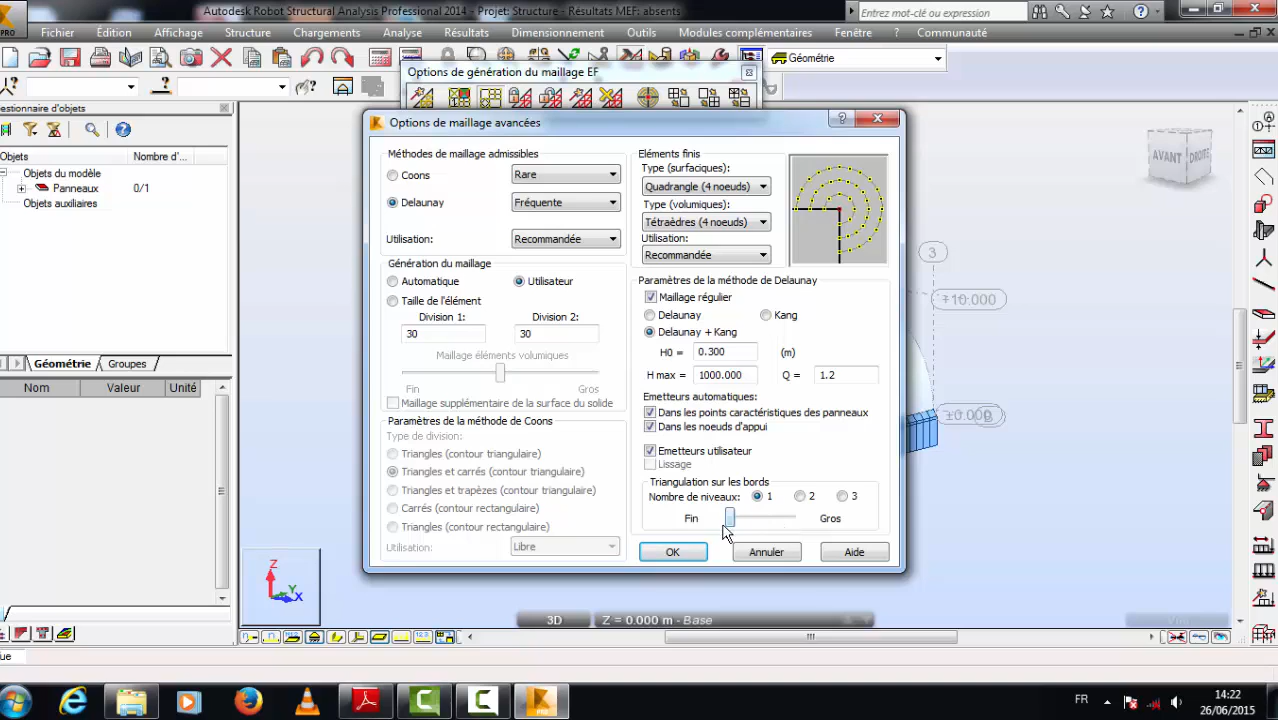 Autodesk Robot Structural Analysis Professional 2014 - Projet: Structure - Résultats MEF: absents
Entrez mot-clé ou expression
PRO
Fichier Édition Affichage Structure Chargements Analyse Résultats Dimensionnement Outils Modules complémentaires Fenêtre ? Communauté
Géométrie
Options de génération du maillage EF
estionnaire d'objets
Objets Nombre d'...
Objets du modèle
Panneaux 0/1
Objets auxiliaires
Géométrie Groupes
Nom Valeur Unité
Options de maillage avancées
Méthodes de maillage admissibles
Coons Rare
Delaunay Fréquente
Utilisation: Recommandée
Génération du maillage
Automatique Utilisateur
Taille de l'élément
Division 1: Division 2:
30 30
Maillage éléments volumiques
Fin Gros
Maillage supplémentaire de la surface du solide
Paramètres de la méthode de Coons
Type de division:
Triangles (contour triangulaire)
Triangles et carrés (contour triangulaire)
Triangles et trapèzes (contour triangulaire)
Carrés (contour rectangulaire)
Triangles (contour rectangulaire)
Utilisation: Libre
Eléments finis
Type (surfaciques):
Quadrangle (4 noeuds)
Type (volumiques):
Tétraèdres (4 noeuds)
Utilisation:
Recommandée
Paramètres de la méthode de Delaunay
Maillage régulier
Delaunay Kang
Delaunay + Kang
H0 = 0.300 (m)
H max = 1000.000 Q = 1.2
Emetteurs automatiques:
Dans les points caractéristiques des panneaux
Dans les noeuds d'appui
Emetteurs utilisateur
Lissage
Triangulation sur les bords
Nombre de niveaux: 1 2 3
Fin Gros
OK Annuler Aide
AVANT DROITE
3
+10.000
±0.000
Z
Y
X
3D Z = 0.000 m - Base
ue
FR
14:22
26/06/2015